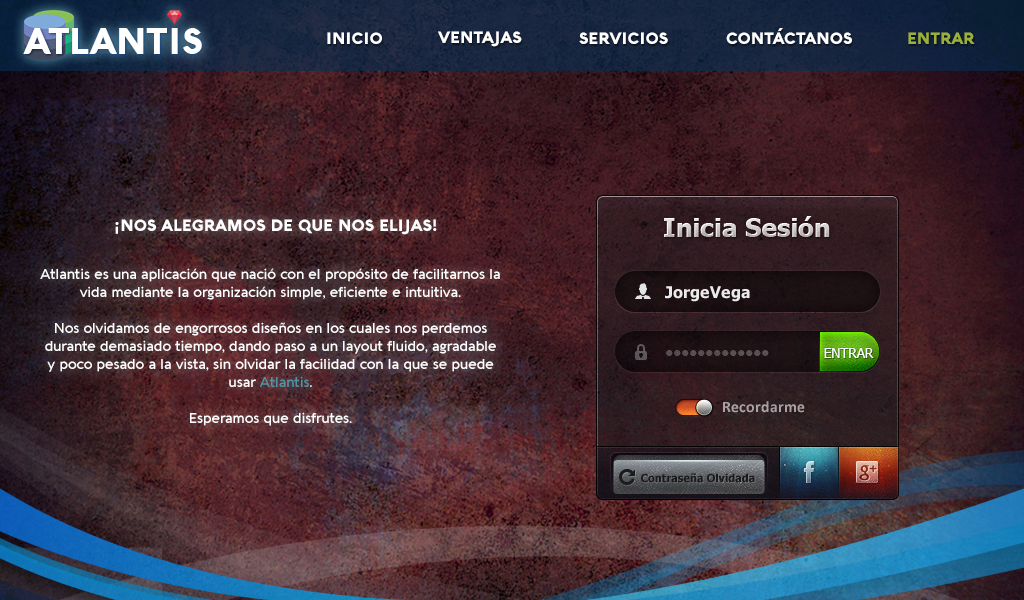 ATLANTIS
INICIO
VENTAJAS
SERVICIOS
CONTÁCTANOS
ENTRAR
¡NOS ALEGRAMOS DE QUE NOS ELIJAS!
Atlantis es una aplicación que nació con el propósito de facilitarnos la
vida mediante la organización simple, eficiente e intuitiva.
Nos olvidamos de engorrosos diseños en los cuales nos perdemos
durante demasiado tiempo, dando paso a un layout fluido, agradable
y poco pesado a la vista, sin olvidar la facilidad con la que se puede
usar Atlantis.
Esperamos que disfrutes.
Inicia Sesión
JorgeVega
•••••••••••••
ENTRAR
Recordarme
Contraseña Olvidada
f
g+